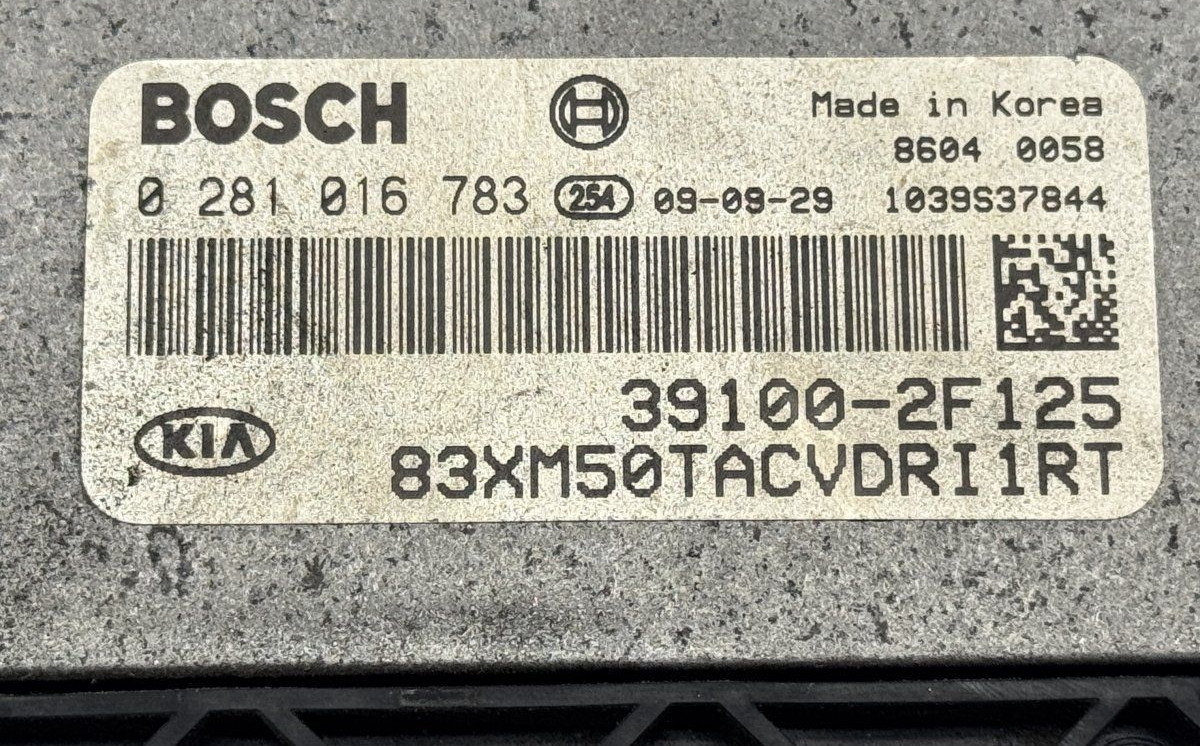 BOSCH
Made in Korea
8604 0058
0 281 016 783 254 09-09-29 1039S37844
39100-2F125
KIA
83XM50TACVDRI1RT